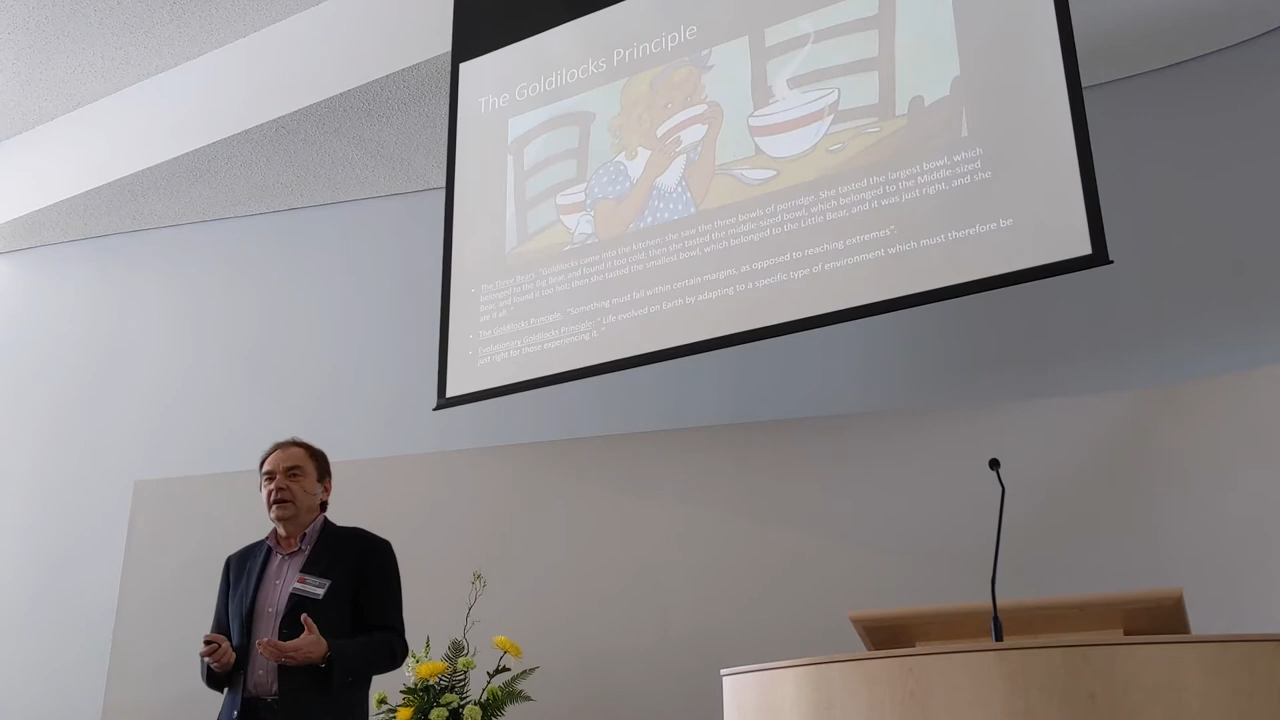 The Goldilocks Principle
• The Three Bears. "Goldilocks came into the kitchen; she saw the three bowls of porridge. She tasted the largest bowl, which
belonged to the Big Bear, and found it too cold; then she tasted the middle-sized bowl, which belonged to the Middle-sized
Bear, and found it too hot; then she tasted the smallest bowl, which belonged to the Little Bear, and it was just right, and she
ate it all. "
• The Goldilocks Principle. "Something must fall within certain margins, as opposed to reaching extremes".
• Evolutionary Goldilocks Principle: " Life evolved on Earth by adapting to a specific type of environment which must therefore be
just right for those experiencing it. "